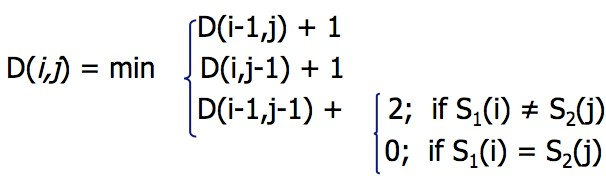 D(i-1,j) + 1
D(i,j) = min D(i,j-1) + 1
D(i-1,j-1) + 2; if S₁(i) ≠ S₂(j)
0; if S₁(i) = S₂(j)